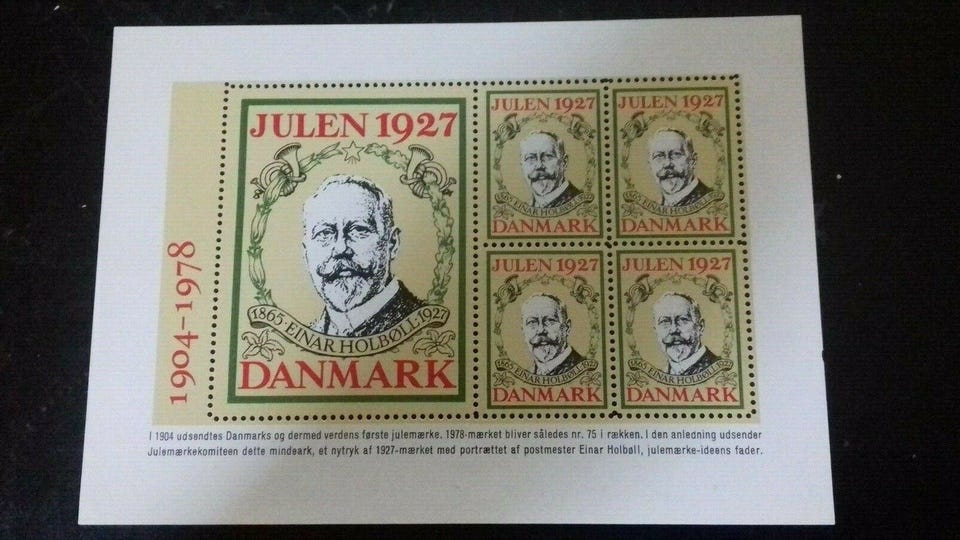 1904-1978
JULEN 1927
1865·EINAR HOLBØLL·1927
DANMARK
JULEN 1927
1865·EINAR HOLBØLL·1927
DANMARK
JULEN 1927
1865·EINAR HOLBØLL·1927
DANMARK
JULEN 1927
1865·EINAR HOLBØLL·1927
DANMARK
JULEN 1927
1865·EINAR HOLBØLL·1927
DANMARK
I 1904 udsendtes Danmarks og dermed verdens første julemærke. 1978-mærket bliver således nr. 75 i rækken. I den anledning udsender
Julemærkekomiteen dette mindeark, et nytryk af 1927-mærket med portrættet af postmester Einar Holbøll, julemærke-ideens fader.